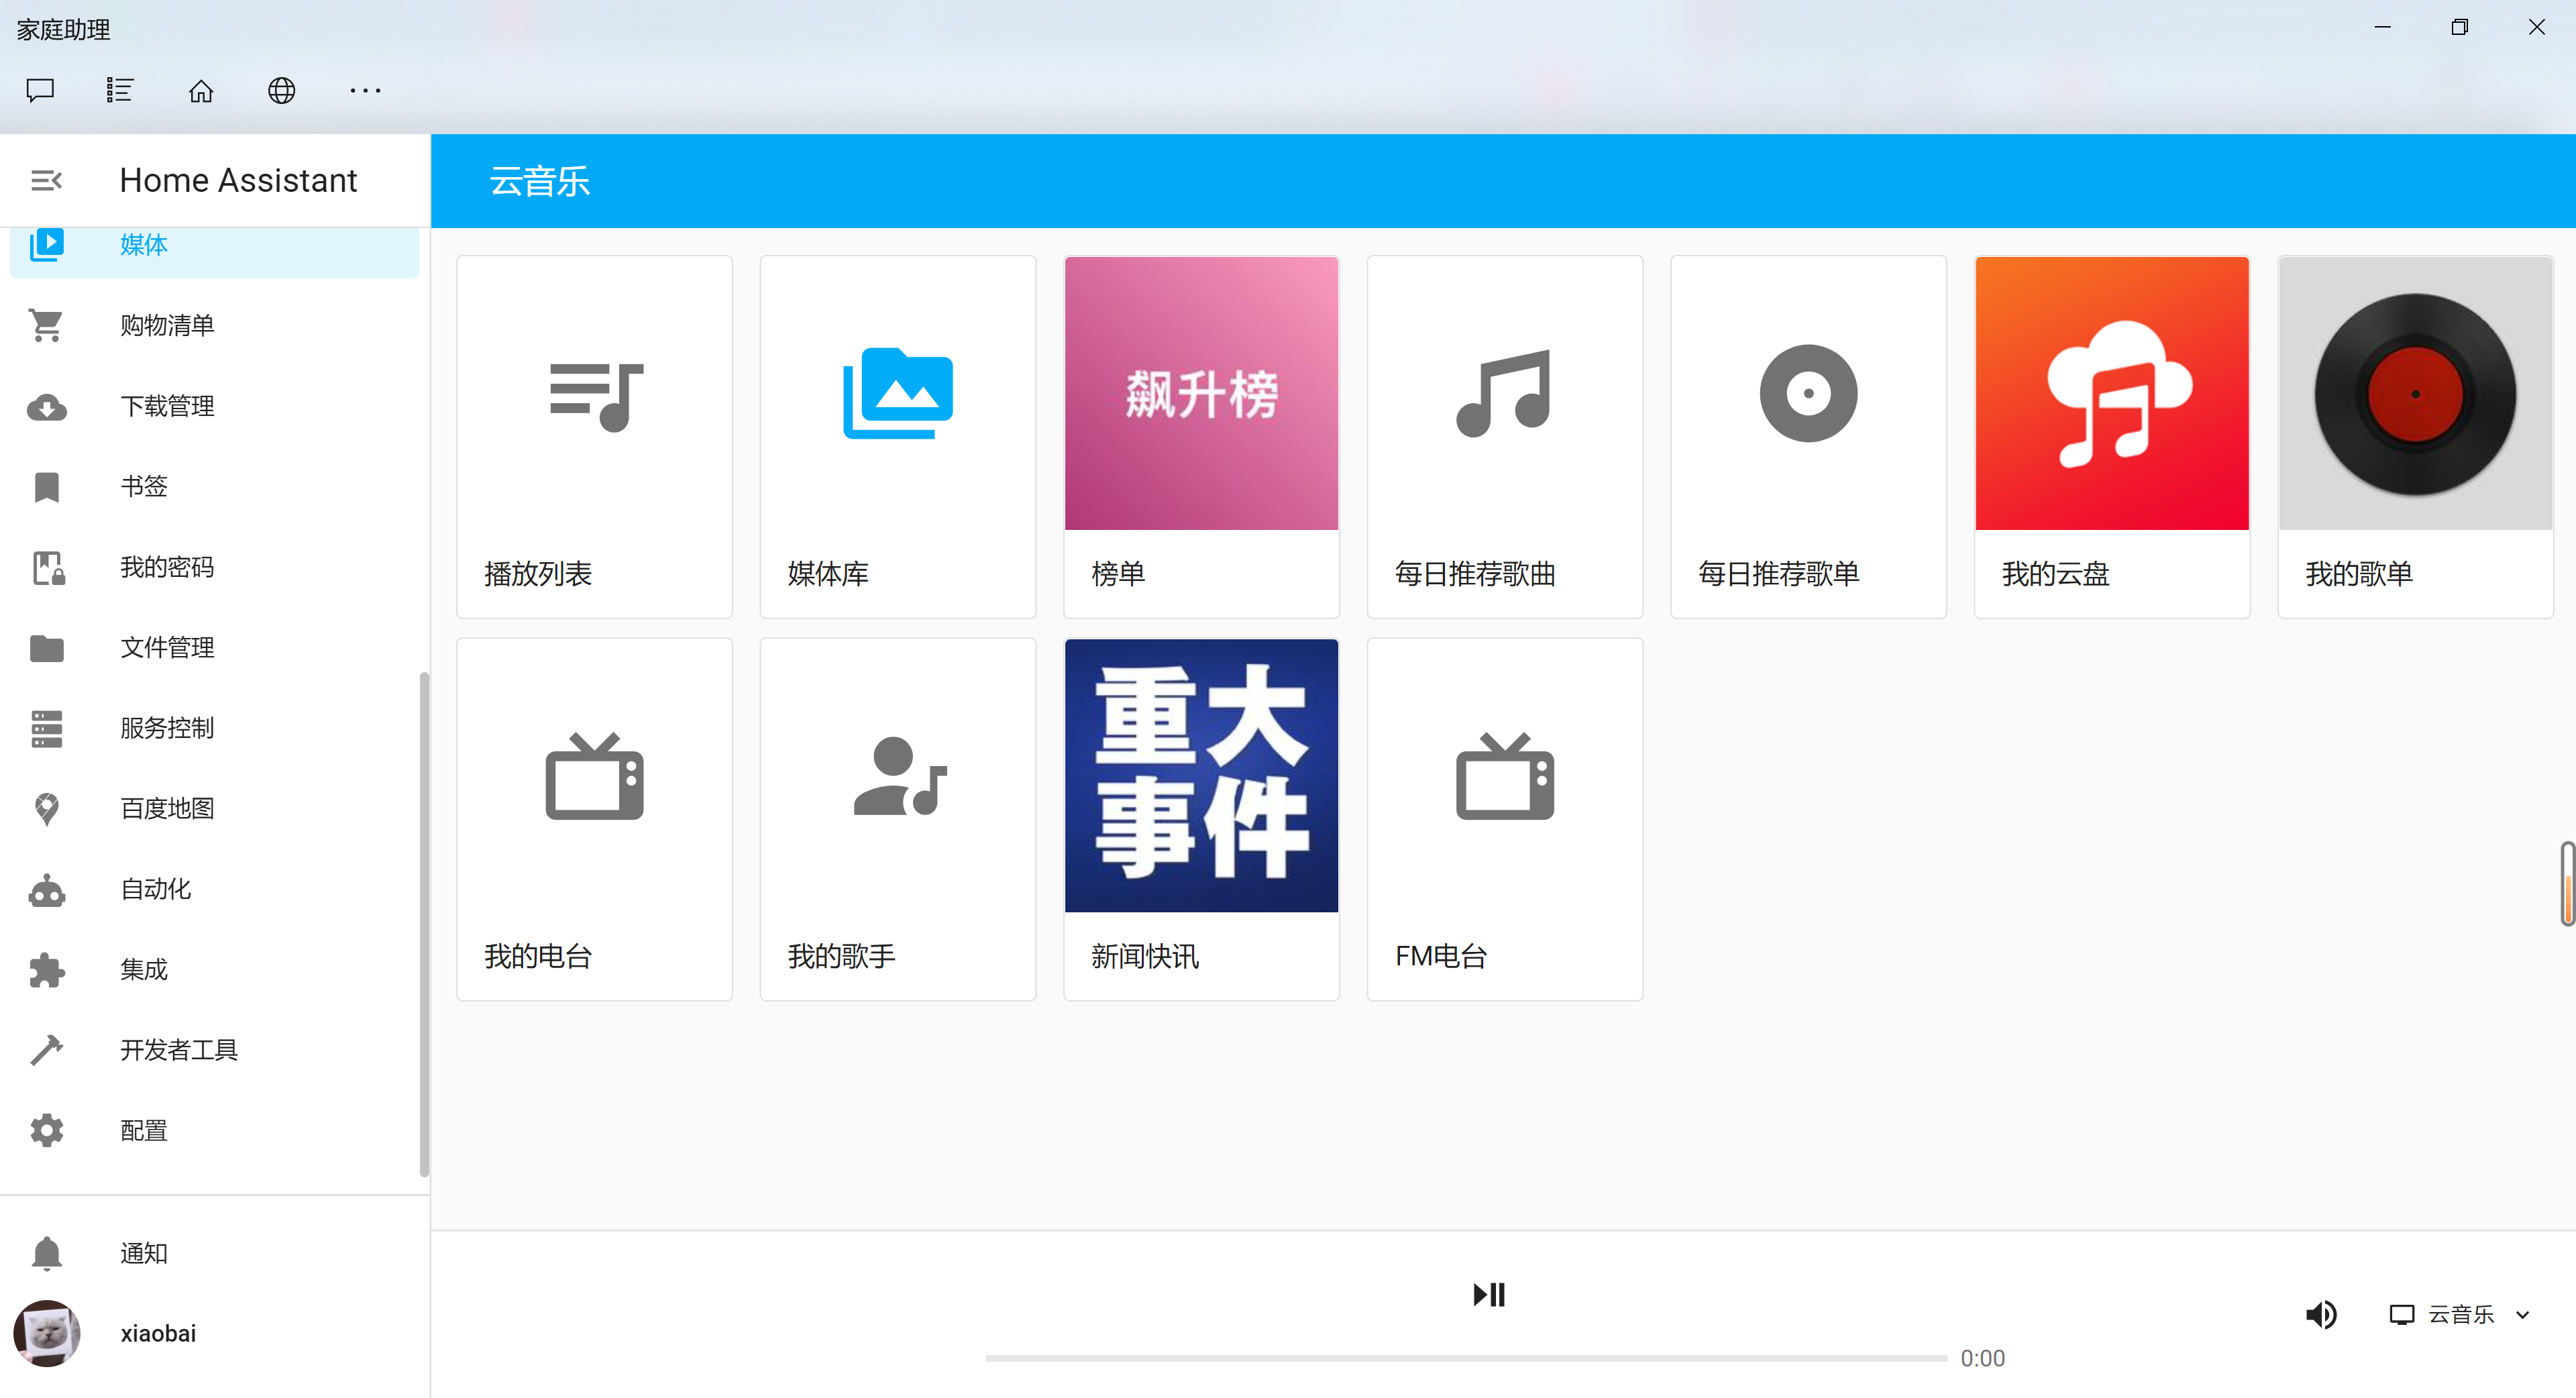 家庭助理
Home Assistant
云音乐
媒体
购物清单
下载管理
书签
我的密码
文件管理
服务控制
百度地图
自动化
集成
开发者工具
配置
通知
xiaobai
飙升榜
播放列表
媒体库
榜单
每日推荐歌曲
每日推荐歌单
我的云盘
我的歌单
重大
事件
我的电台
我的歌手
新闻快讯
FM电台
0:00
云音乐